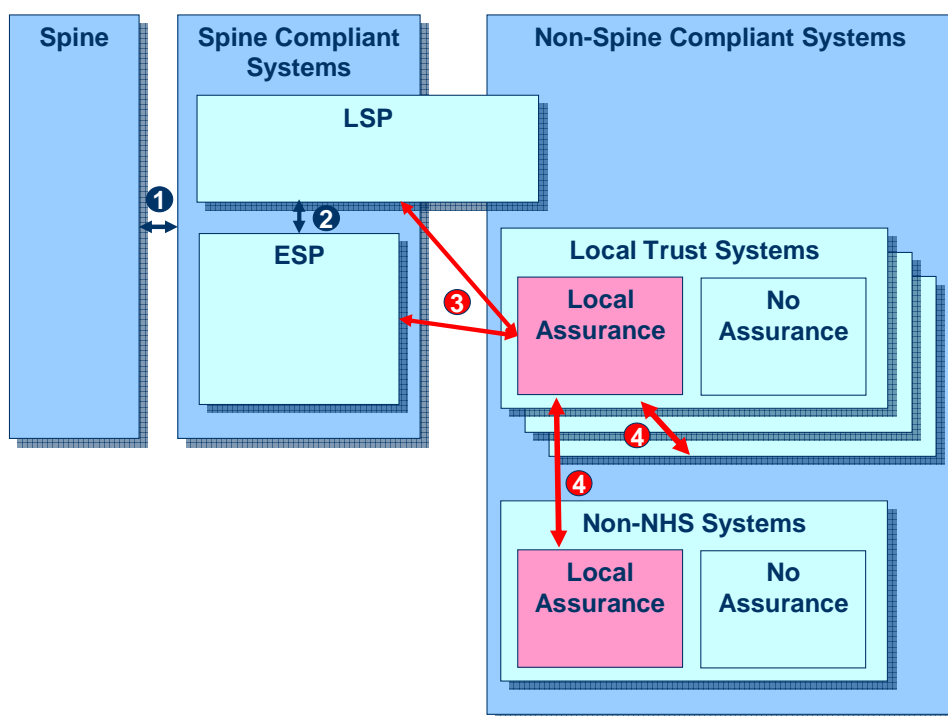 Spine
Spine Compliant
Systems
Non-Spine Compliant Systems
LSP
1
2
ESP
3
Local Trust Systems
Local
Assurance
No
Assurance
4
4
Non-NHS Systems
Local
Assurance
No
Assurance